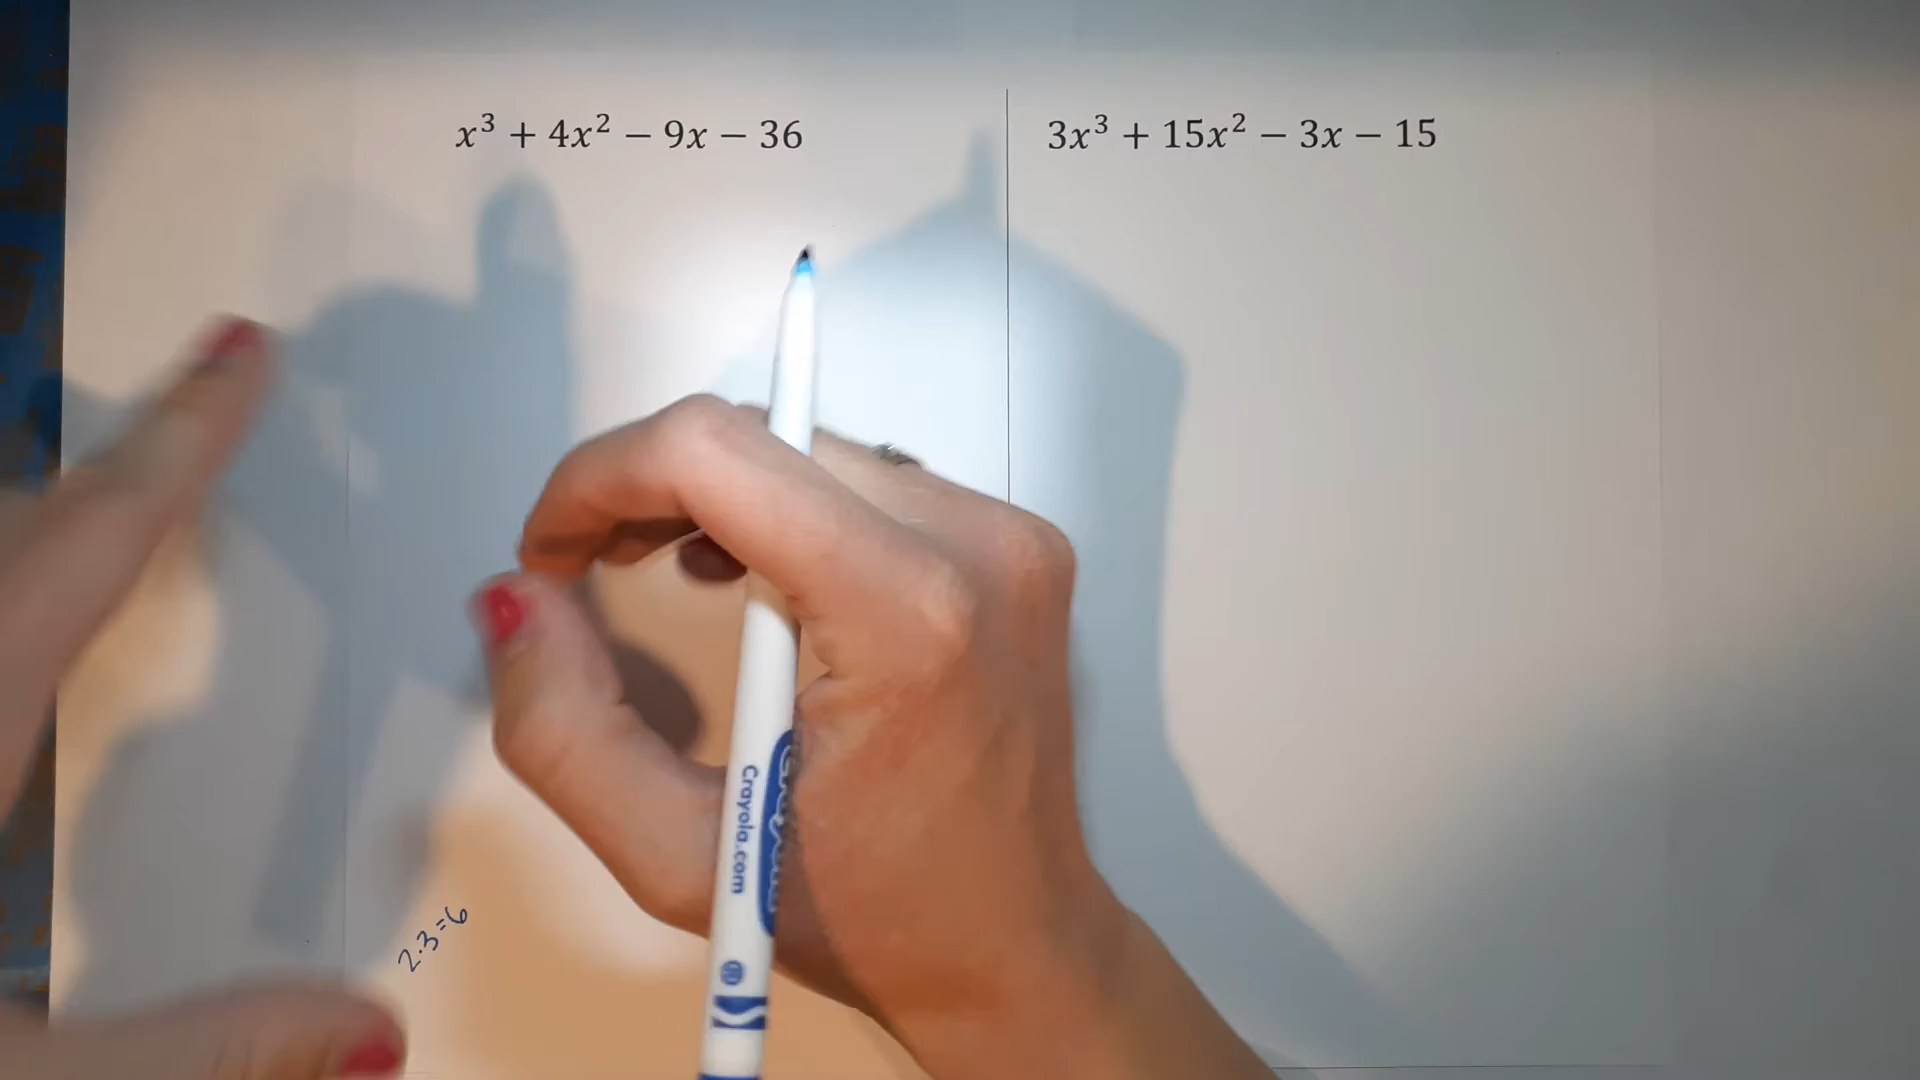 x³ + 4x² − 9x − 36
3x³ + 15x² − 3x − 15
Crayola.com
2·3=6